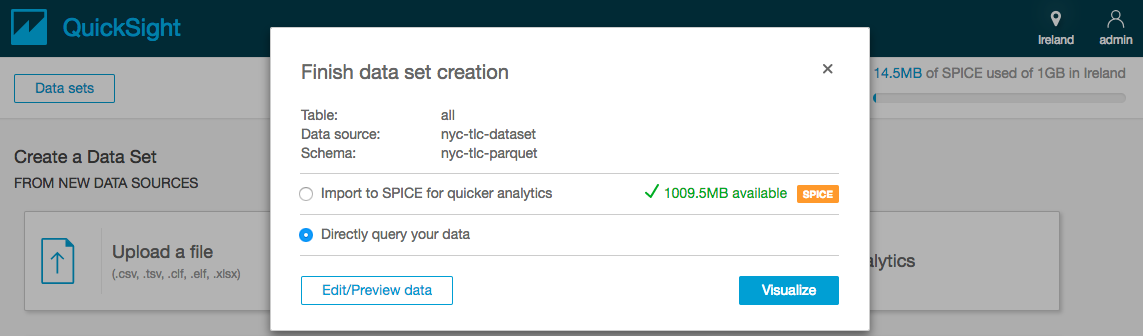 QuickSight
Ireland
admin
Data sets
14.5MB of SPICE used of 1GB in Ireland
Finish data set creation
Table: all
Data source: nyc-tlc-dataset
Schema: nyc-tlc-parquet
Import to SPICE for quicker analytics 1009.5MB available SPICE
Directly query your data
Edit/Preview data Visualize
Create a Data Set
FROM NEW DATA SOURCES
Upload a file
(.csv, .tsv, .clf, .elf, .xlsx)